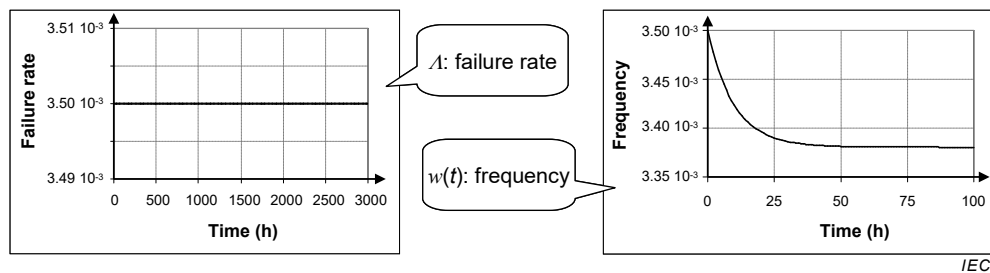 3.51 10-3
3.50 10-3
3.49 10-3
Failure rate
0 500 1000 1500 2000 2500 3000
Time (h)
Λ: failure rate
w(t): frequency
3.50 10-3
3.45 10-3
3.40 10-3
3.35 10-3
Frequency
0 25 50 75 100
Time (h)
IEC